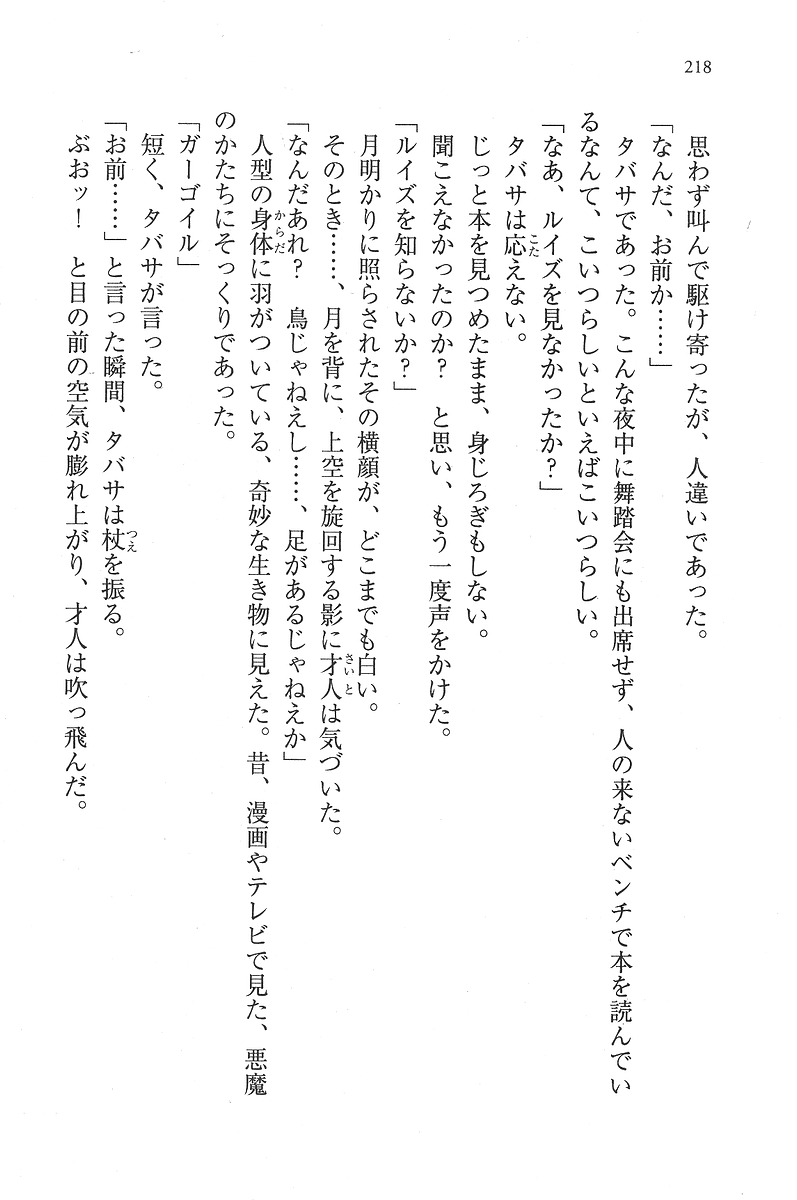 218
思わず叫んで駆け寄ったが、人違いであった。
「なんだ、お前か……」
タバサであった。こんな夜中に舞踏会にも出席せず、人の来ないベンチで本を読んでい
るなんて、こいつらしいといえばこいつらしい。
「なあ、ルイズを見なかったか？」
タバサは応えない。
じっと本を見つめたまま、身じろぎもしない。
聞こえなかったのか？　と思い、もう一度声をかけた。
「ルイズを知らないか？」
月明かりに照らされたその横顔が、どこまでも白い。
そのとき……、月を背に、上空を旋回する影に才人は気づいた。
「なんだあれ？　鳥じゃねえし……、足があるじゃねえか」
人型の身体に羽がついている、奇妙な生き物に見えた。昔、漫画やテレビで見た、悪魔
のかたちにそっくりであった。
「ガーゴイル」
短く、タバサが言った。
「お前……」と言った瞬間、タバサは杖を振る。
ぶおッ！　と目の前の空気が膨れ上がり、才人は吹っ飛んだ。